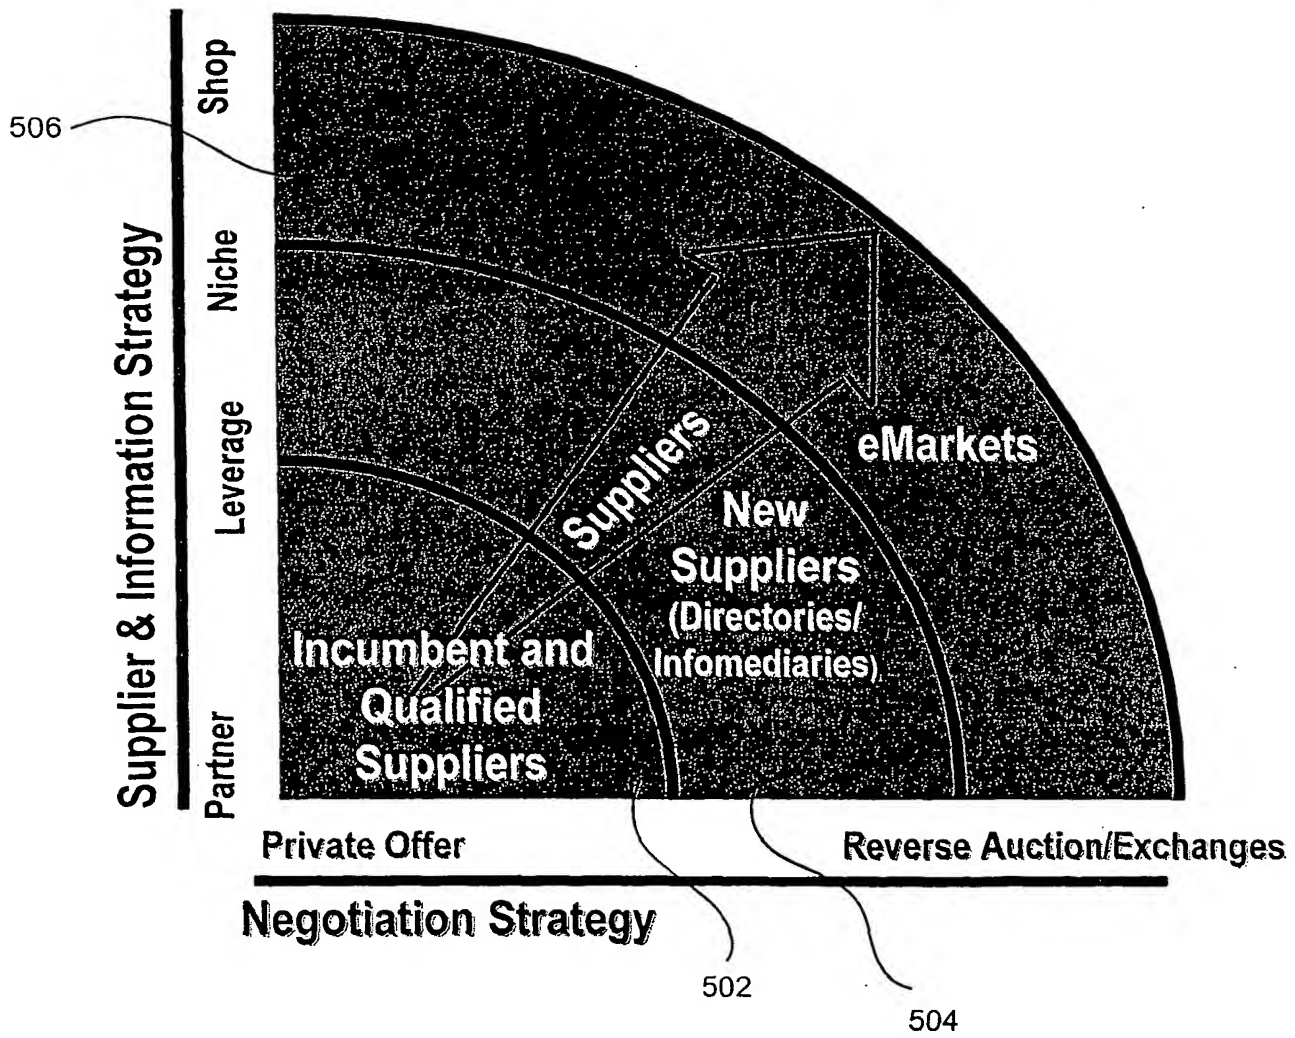 Shop
506
Niche
Supplier & Information Strategy
Leverage
Suppliers
eMarkets
New
Suppliers
(Directories/
Infomediaries)
Incumbent and
Qualified
Suppliers
Partner
Private Offer
Reverse Auction/Exchanges
Negotiation Strategy
502
504